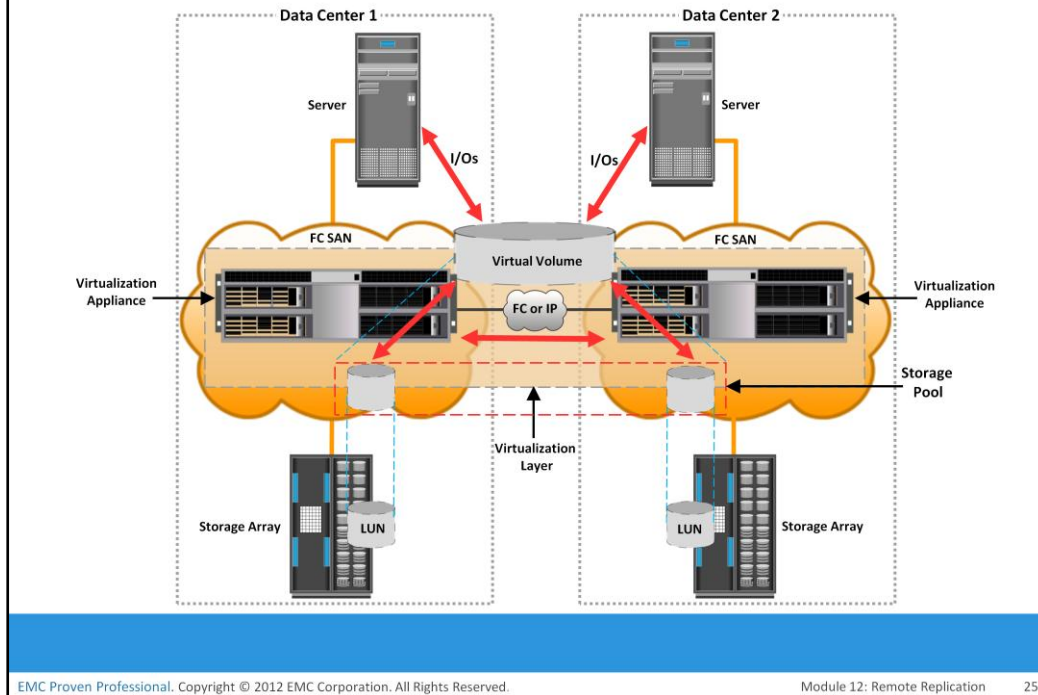 Data Center 1
Data Center 2
Server
Server
I/Os
I/Os
FC SAN
FC SAN
Virtual Volume
Virtualization
Appliance
Virtualization
Appliance
FC or IP
Storage
Pool
Virtualization
Layer
Storage Array
LUN
LUN
Storage Array
EMC Proven Professional. Copyright © 2012 EMC Corporation. All Rights Reserved.
Module 12: Remote Replication 25